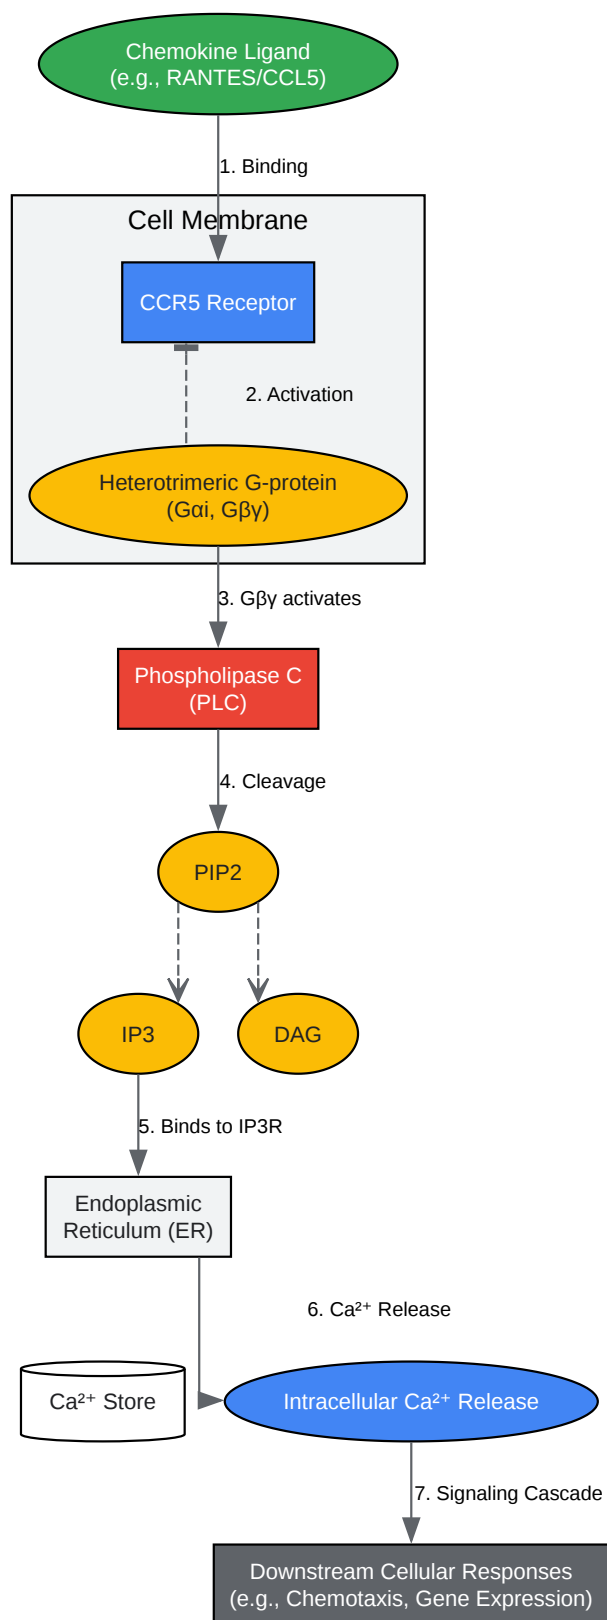 Chemokine Ligand
(e.g., RANTES/CCL5)
1. Binding
Cell Membrane
CCR5 Receptor
2. Activation
Heterotrimeric G-protein
(Gαi, Gβγ)
3. Gβγ activates
Phospholipase C
(PLC)
4. Cleavage
PIP2
IP3
DAG
5. Binds to IP3R
Endoplasmic
Reticulum (ER)
6. Ca²⁺ Release
Ca²⁺ Store
Intracellular Ca²⁺ Release
7. Signaling Cascade
Downstream Cellular Responses
(e.g., Chemotaxis, Gene Expression)